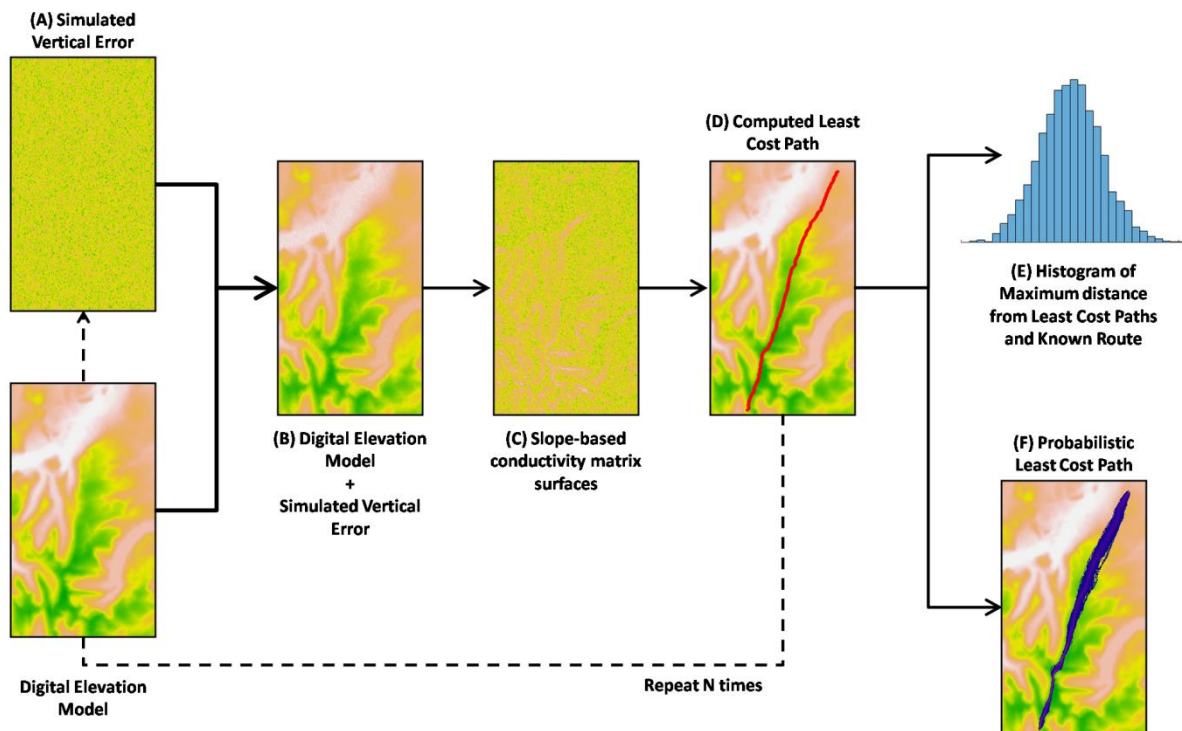 (A) Simulated
Vertical Error
(D) Computed Least
Cost Path
(E) Histogram of
Maximum distance
from Least Cost Paths
and Known Route
(B) Digital Elevation
Model
+
Simulated Vertical
Error
(C) Slope-based
conductivity matrix
surfaces
(F) Probabilistic
Least Cost Path
Digital Elevation
Model
Repeat N times